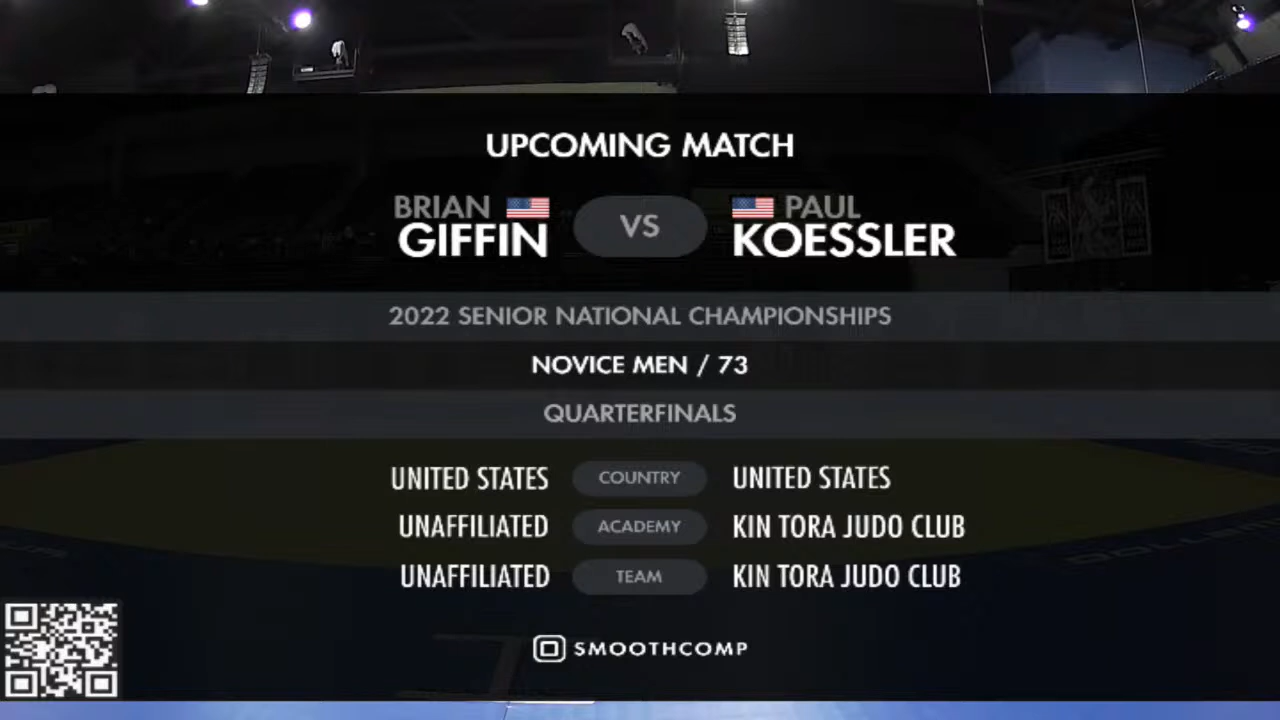 UPCOMING MATCH
BRIAN
GIFFIN
VS
PAUL
KOESSLER
2022 SENIOR NATIONAL CHAMPIONSHIPS
NOVICE MEN / 73
QUARTERFINALS
UNITED STATES COUNTRY UNITED STATES
UNAFFILIATED ACADEMY KIN TORA JUDO CLUB
UNAFFILIATED TEAM KIN TORA JUDO CLUB
SMOOTHCOMP